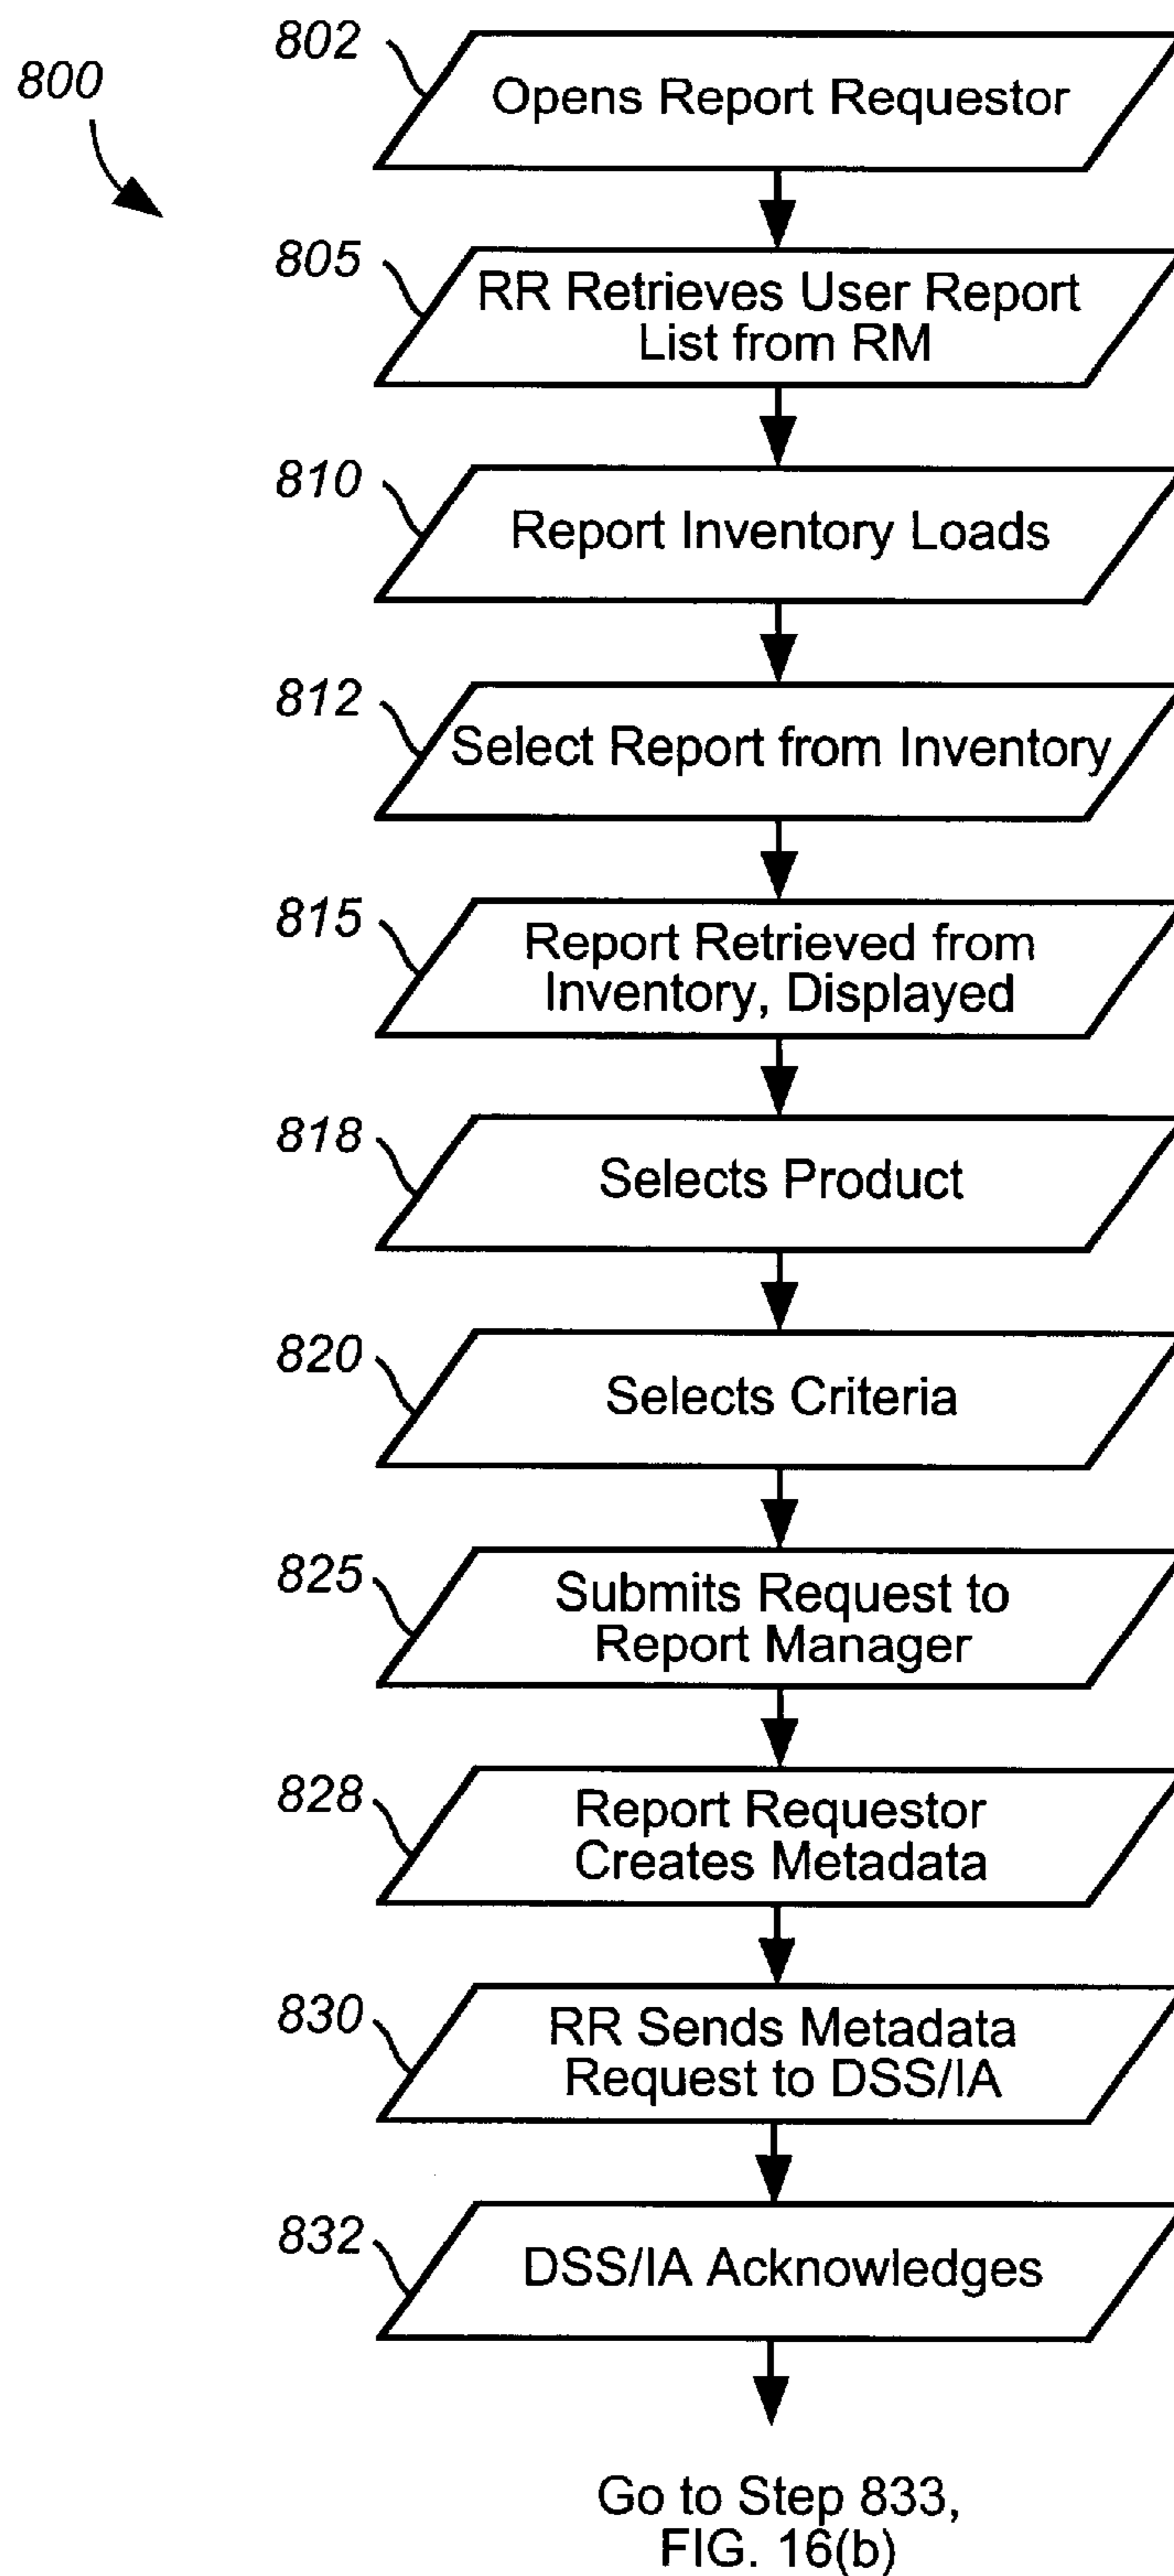 800
802
Opens Report Requestor
805
RR Retrieves User Report
List from RM
810
Report Inventory Loads
812
Select Report from Inventory
815
Report Retrieved from
Inventory, Displayed
818
Selects Product
820
Selects Criteria
825
Submits Request to
Report Manager
828
Report Requestor
Creates Metadata
830
RR Sends Metadata
Request to DSS/IA
832
DSS/IA Acknowledges
Go to Step 833,
FIG. 16(b)